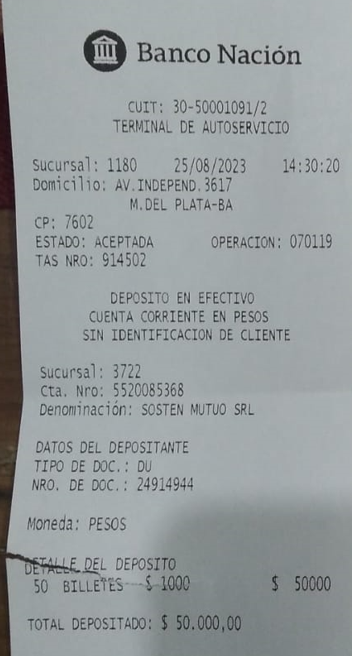 Banco Nación
CUIT: 30-50001091/2
TERMINAL DE AUTOSERVICIO
Sucursal: 1180 25/08/2023 14:30:20
Domicilio: AV.INDEPEND.3617
M.DEL PLATA-BA
CP: 7602
ESTADO: ACEPTADA OPERACION: 070119
TAS NRO: 914502
DEPOSITO EN EFECTIVO
CUENTA CORRIENTE EN PESOS
SIN IDENTIFICACION DE CLIENTE
Sucursal: 3722
Cta. Nro: 5520085368
Denominación: SOSTEN MUTUO SRL
DATOS DEL DEPOSITANTE
TIPO DE DOC.: DU
NRO. DE DOC.: 24914944
Moneda: PESOS
DETALLE DEL DEPOSITO
50 BILLETES $ 1000 $ 50000
TOTAL DEPOSITADO: $ 50.000,00